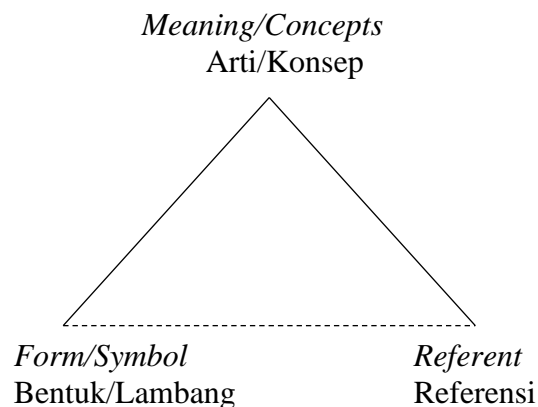 Meaning/Concepts
Arti/Konsep
Form/Symbol
Bentuk/Lambang
Referent
Referensi